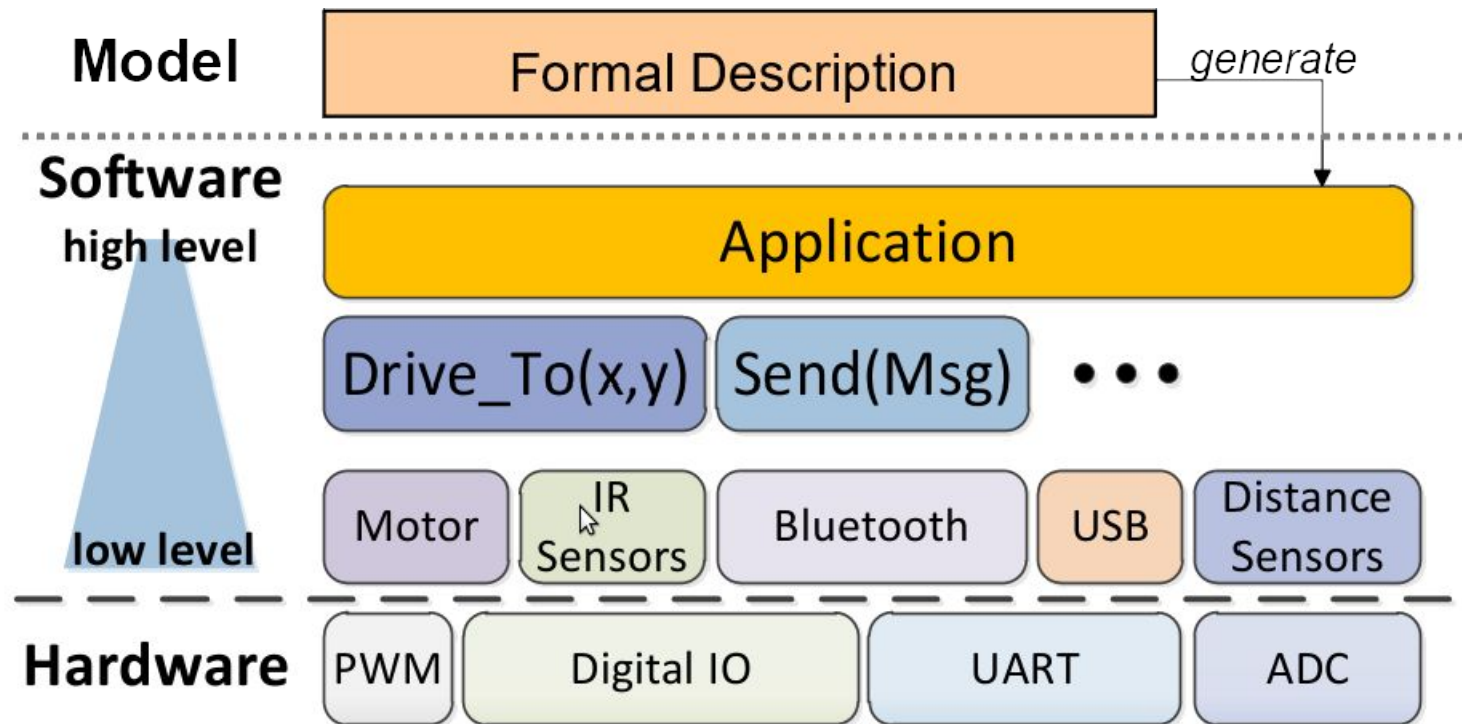 Model
Formal Description
generate
Software
high level
Application
Drive_To(x,y)
Send(Msg)
•••
low level
Motor
IR
Sensors
Bluetooth
USB
Distance
Sensors
Hardware
PWM
Digital IO
UART
ADC